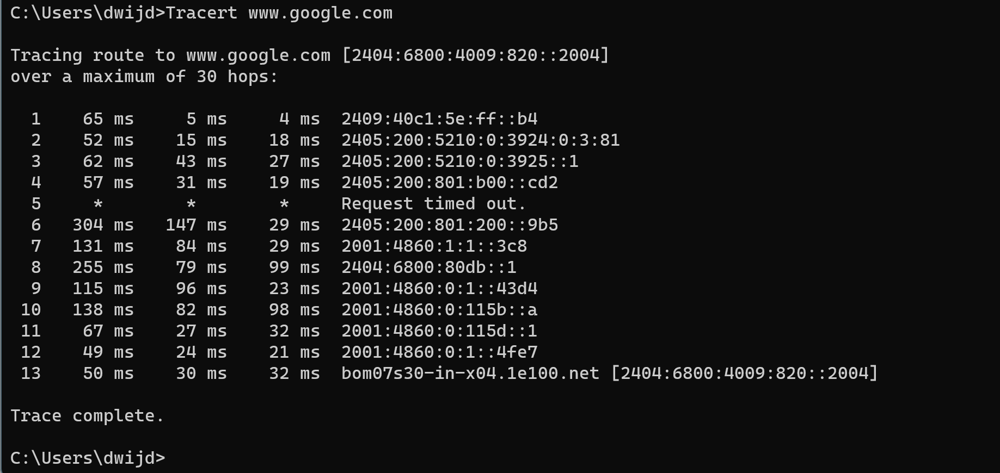 C:\Users\dwijd>Tracert www.google.com
Tracing route to www.google.com [2404:6800:4009:820::2004]
over a maximum of 30 hops:
1 65 ms 5 ms 4 ms 2409:40c1:5e:ff::b4
2 52 ms 15 ms 18 ms 2405:200:5210:0:3924:0:3:81
3 62 ms 43 ms 27 ms 2405:200:5210:0:3925::1
4 57 ms 31 ms 19 ms 2405:200:801:b00::cd2
5 * * * Request timed out.
6 304 ms 147 ms 29 ms 2405:200:801:200::9b5
7 131 ms 84 ms 29 ms 2001:4860:1:1::3c8
8 255 ms 79 ms 99 ms 2404:6800:80db::1
9 115 ms 96 ms 23 ms 2001:4860:0:1::43d4
10 138 ms 82 ms 98 ms 2001:4860:0:115b::a
11 67 ms 27 ms 32 ms 2001:4860:0:115d::1
12 49 ms 24 ms 21 ms 2001:4860:0:1::4fe7
13 50 ms 30 ms 32 ms bom07s30-in-x04.1e100.net [2404:6800:4009:820::2004]
Trace complete.
C:\Users\dwijd>